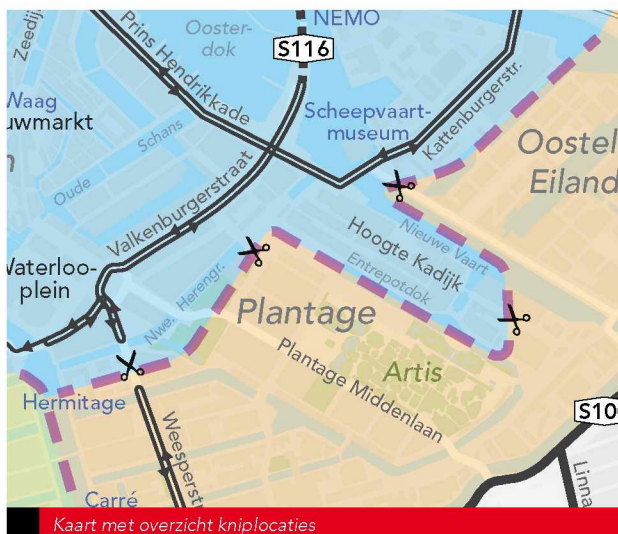 NEMO
Ooster-
dok
Zeedij
Prins Hendrikkade
S116
Waag
uwmarkt
Scheepvaart-
museum
Kattenburgerstr.
Schans
Oude
Oostel
Eiland
n
Valkenburgerstraat
Hoogte Kadijk
Nieuwe Vaart
Entrepotdok
Waterloo-
plein
Nwe. Herengr.
Plantage
Plantage Middenlaan
Artis
Hermitage
Weesperstr
S10
Linna
Carré
Kaart met overzicht kniplocaties